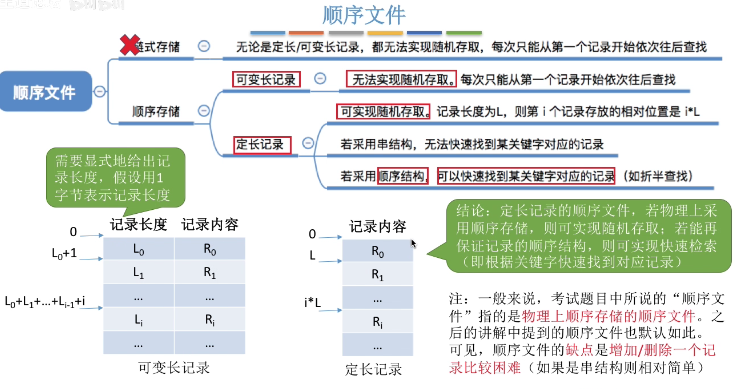 顺序文件
链式存储
无论是定长/可变长记录，都无法实现随机存取，每次只能从第一个记录开始依次往后查找
可变长记录
无法实现随机存取。每次只能从第一个记录开始依次往后查找
顺序文件
顺序存储
可实现随机存取。记录长度为L，则第 i 个记录存放的相对位置是 i*L
定长记录
若采用串结构，无法快速找到某关键字对应的记录
若采用顺序结构，可以快速找到某关键字对应的记录（如折半查找）
需要显式地给出记
录长度，假设用1
字节表示记录长度
记录长度 记录内容
0
L₀ R₀
L₀+1
L₁ R₁
... ...
L₀+L₁+...+Lᵢ₋₁+i
Lᵢ Rᵢ
... ...
可变长记录
记录内容
0
R₀
L
R₁
...
i*L
Rᵢ
...
定长记录
结论：定长记录的顺序文件，若物理上采
用顺序存储，则可实现随机存取；若能再
保证记录的顺序结构，则可实现快速检索
（即根据关键字快速找到对应记录）
注：一般来说，考试题目中所说的“顺序文
件”指的是物理上顺序存储的顺序文件。之
后的讲解中提到的顺序文件也默认如此。
可见，顺序文件的缺点是增加/删除一个记
录比较困难（如果是串结构则相对简单）